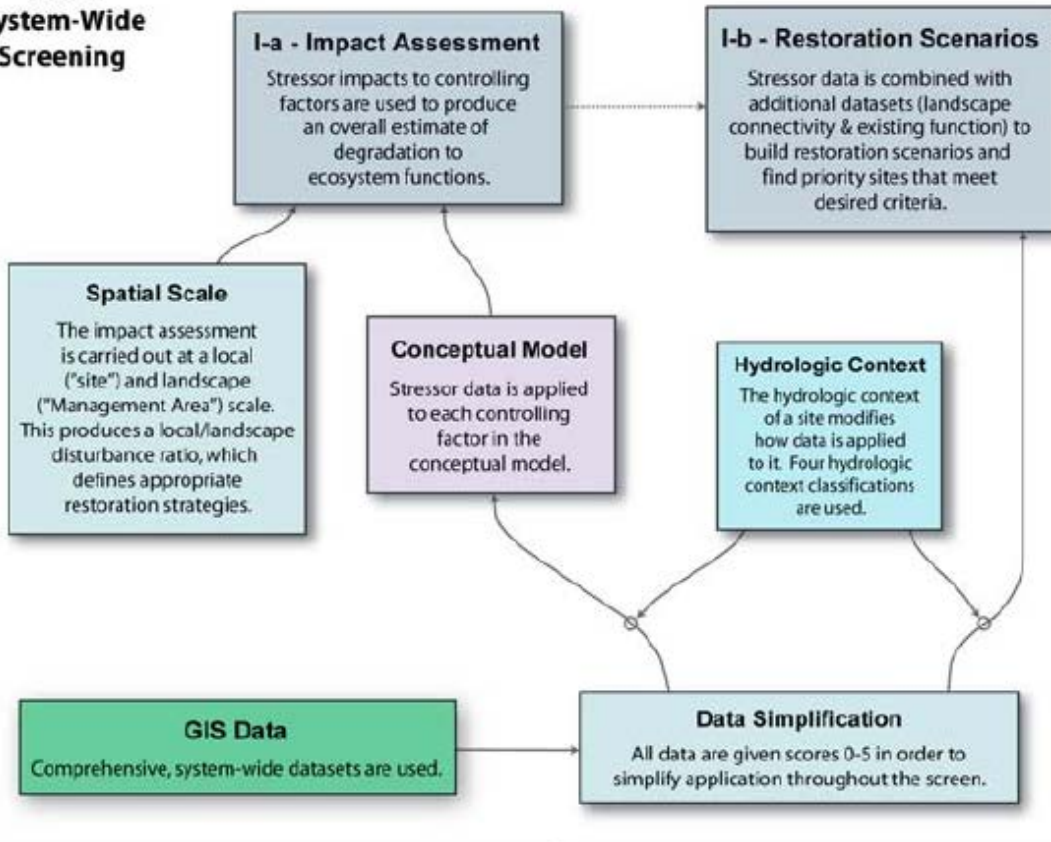 ystem-Wide
Screening
I-a - Impact Assessment
Stressor impacts to controlling
factors are used to produce
an overall estimate of
degradation to
ecosystem functions.
I-b - Restoration Scenarios
Stressor data is combined with
additional datasets (landscape
connectivity & existing function) to
build restoration scenarios and
find priority sites that meet
desired criteria.
Spatial Scale
The impact assessment
is carried out at a local
("site") and landscape
("Management Area") scale.
This produces a local/landscape
disturbance ratio, which
defines appropriate
restoration strategies.
Conceptual Model
Stressor data is applied
to each controlling
factor in the
conceptual model.
Hydrologic Context
The hydrologic context
of a site modifies
how data is applied
to it. Four hydrologic
context classifications
are used.
GIS Data
Comprehensive, system-wide datasets are used.
Data Simplification
All data are given scores 0-5 in order to
simplify application throughout the screen.